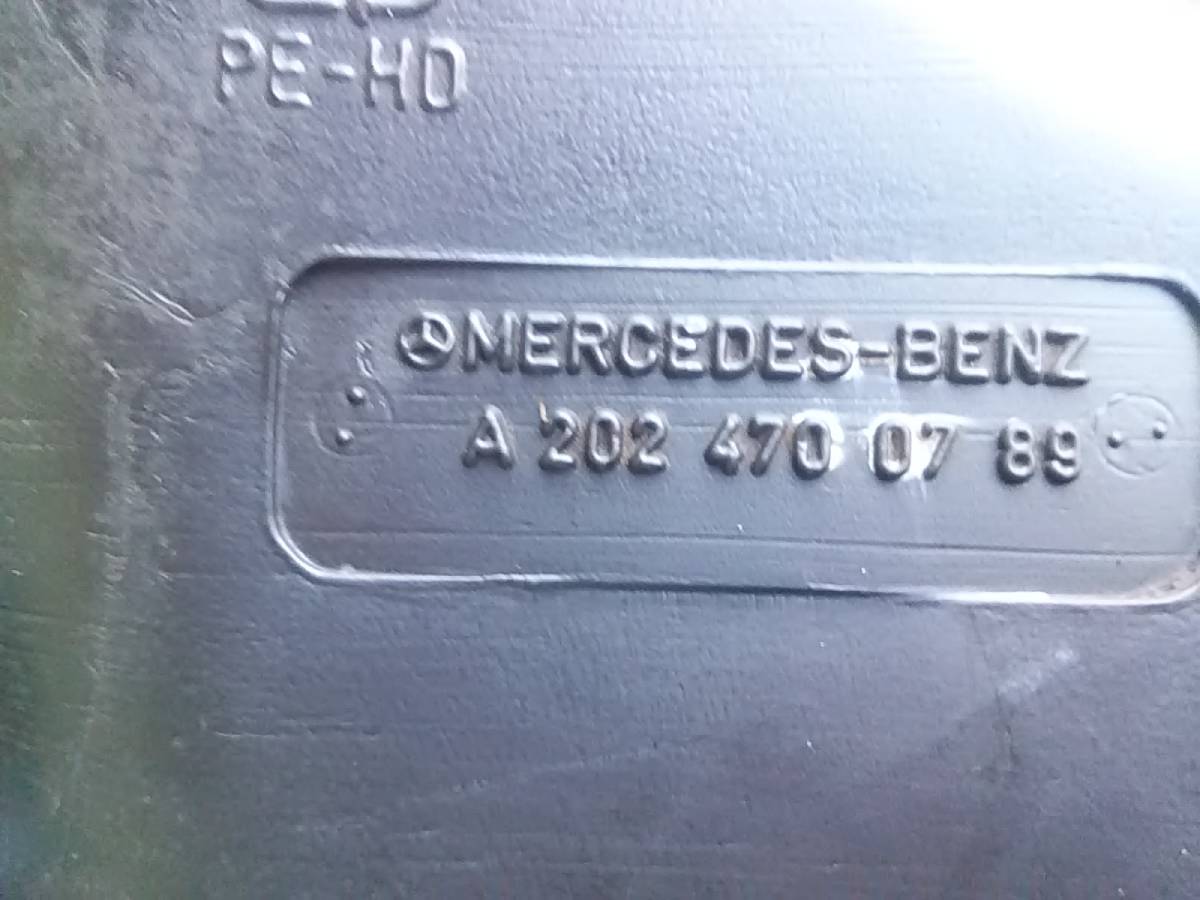 PE-HD
MERCEDES-BENZ
A 202 470 07 89